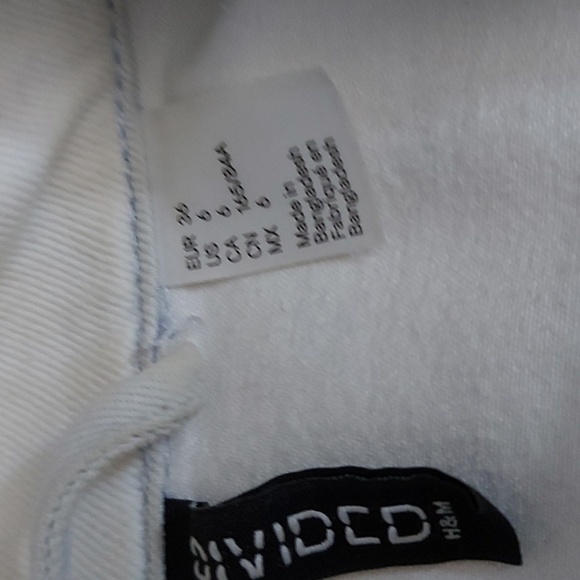 EUR 36
US 6
CA 6
CN 165/84A
MX 6
Made in
Bangladesh
Fabriqué en
Bangladesh
DIVIDED
H&M